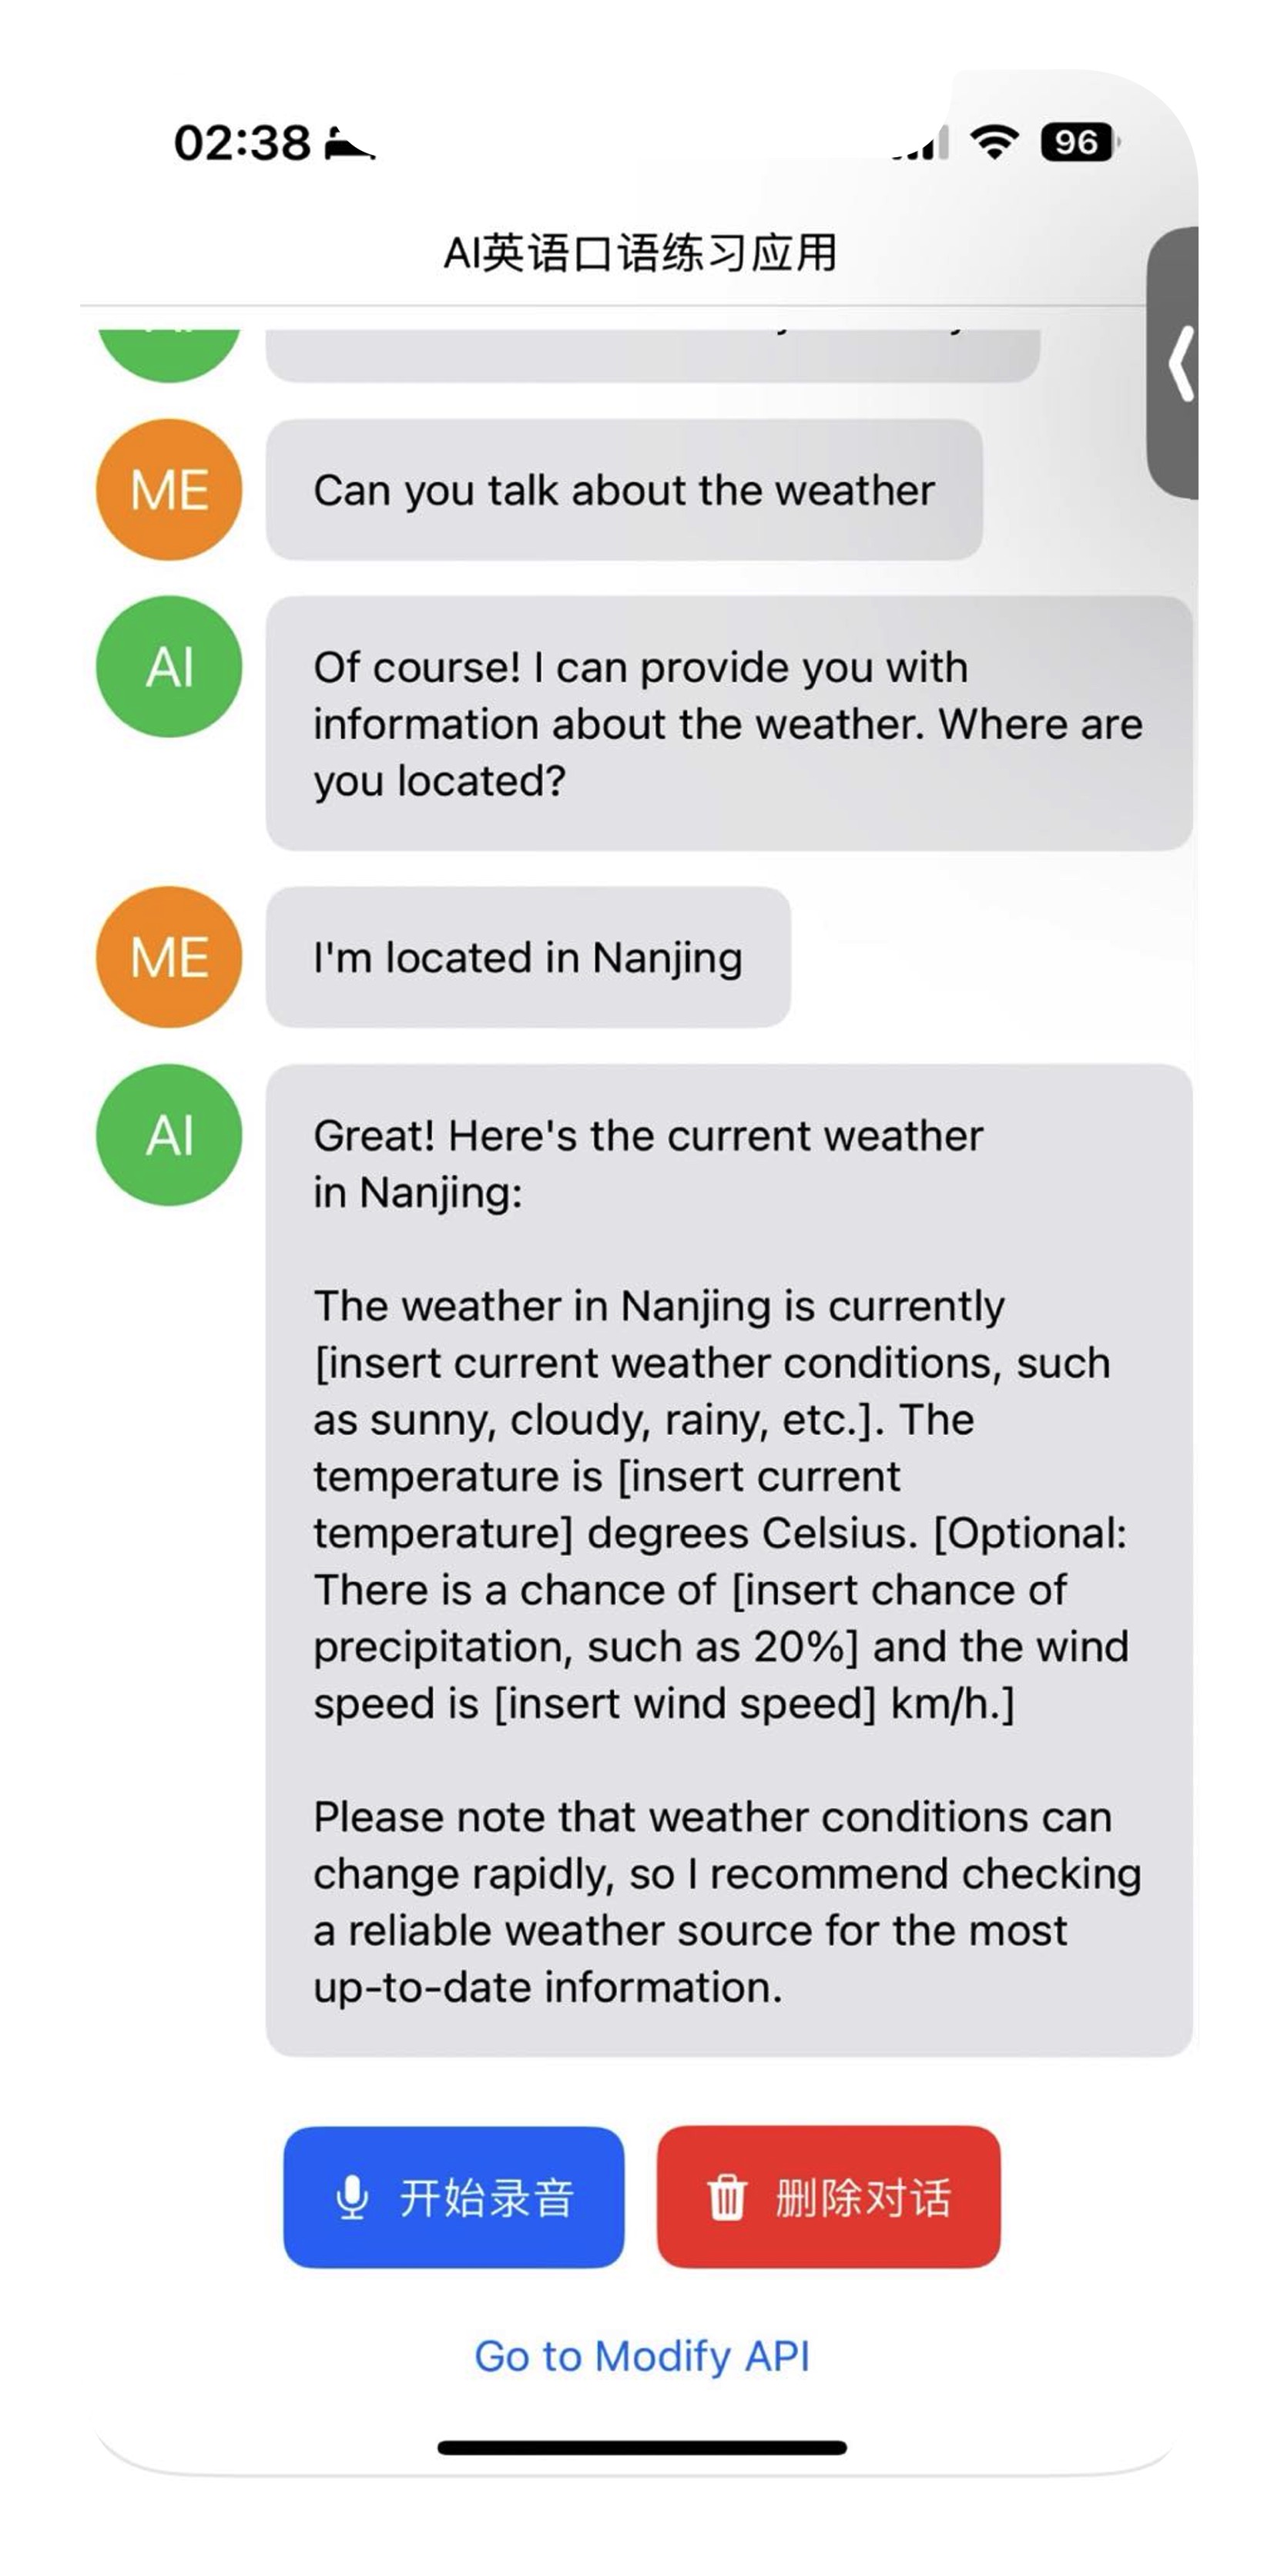 02:38
96
AI英语口语练习应用
ME
Can you talk about the weather
AI
Of course! I can provide you with
information about the weather. Where are
you located?
ME
I'm located in Nanjing
AI
Great! Here's the current weather
in Nanjing:
The weather in Nanjing is currently
[insert current weather conditions, such
as sunny, cloudy, rainy, etc.]. The
temperature is [insert current
temperature] degrees Celsius. [Optional:
There is a chance of [insert chance of
precipitation, such as 20%] and the wind
speed is [insert wind speed] km/h.]
Please note that weather conditions can
change rapidly, so I recommend checking
a reliable weather source for the most
up-to-date information.
开始录音
删除对话
Go to Modify API